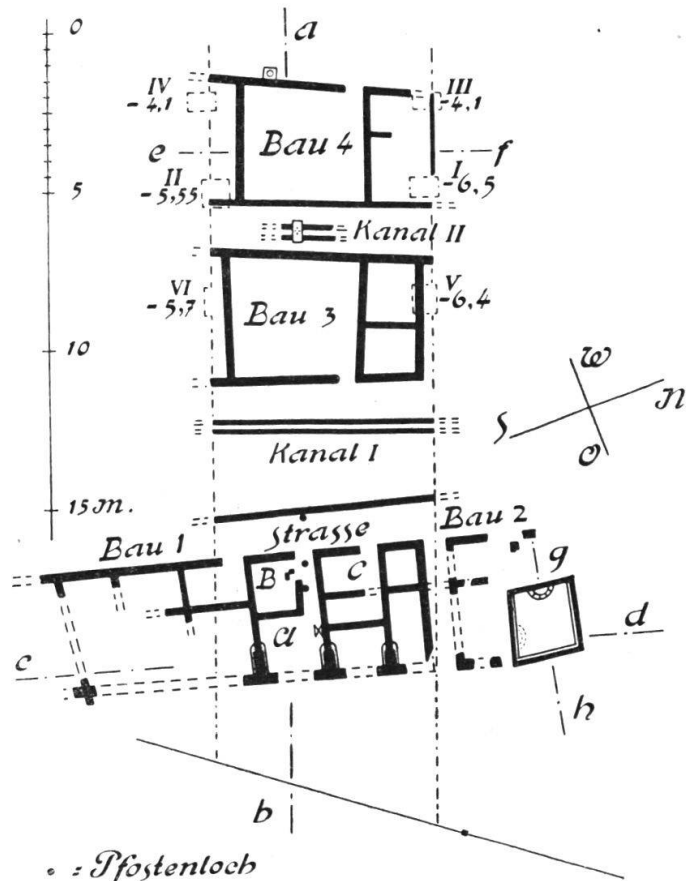 0
a
IV
-4,1
III
-4,1
e
Bau 4
f
II
-5,55
I
-6,5
5
Kanal II
VI
-5,7
Bau 3
V
-6,4
10
W
N
S
O
Kanal I
15 m.
Strasse
Bau 1
Bau 2
B
C
g
a
d
c
h
b
• = Pfostenloch